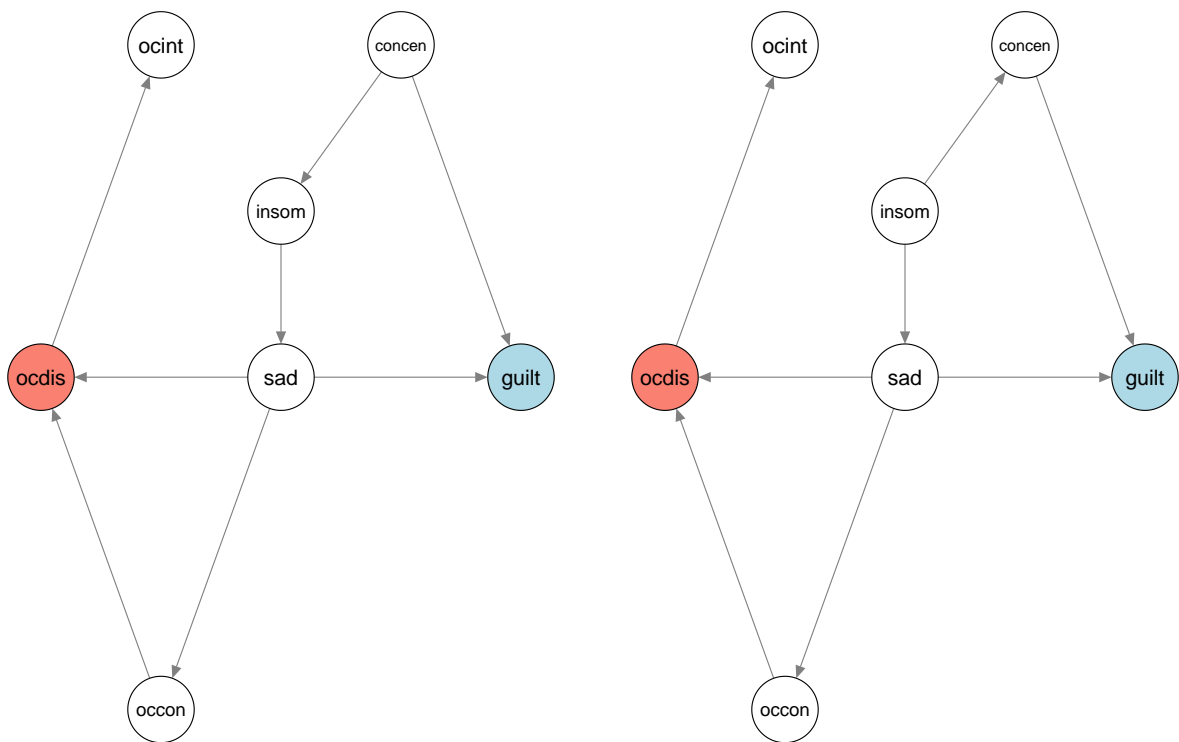 ocint
concen
insom
ocdis
sad
guilt
occon
ocint
concen
insom
ocdis
sad
guilt
occon